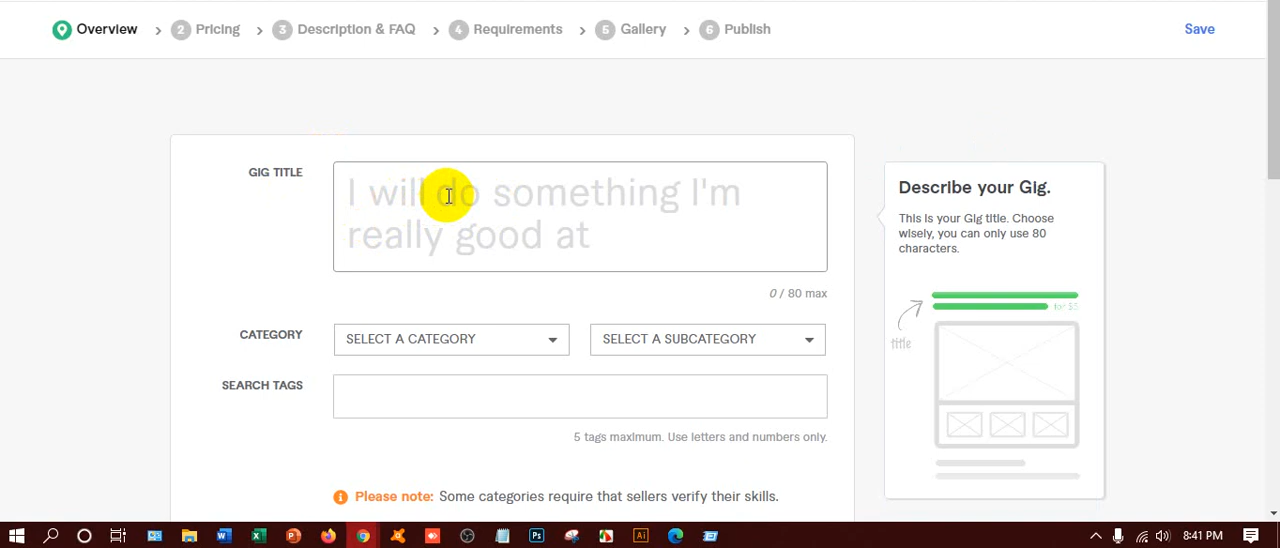 Overview > 2 Pricing > 3 Description & FAQ > 4 Requirements > 5 Gallery > 6 Publish
Save
GIG TITLE
I will do something I'm
really good at
0 / 80 max
CATEGORY
SELECT A CATEGORY
SELECT A SUBCATEGORY
SEARCH TAGS
5 tags maximum. Use letters and numbers only.
Please note: Some categories require that sellers verify their skills.
Describe your Gig.
This is your Gig title. Choose
wisely, you can only use 80
characters.
for $5
title
8:41 PM